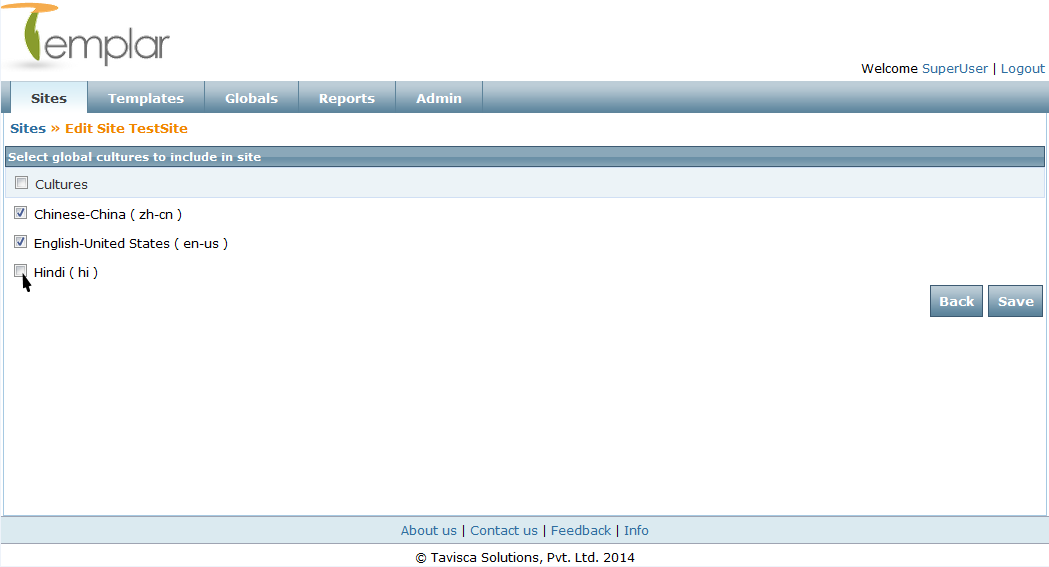 Templar
Welcome SuperUser | Logout
Sites Templates Globals Reports Admin
Sites » Edit Site TestSite
Select global cultures to include in site
Cultures
Chinese-China ( zh-cn )
English-United States ( en-us )
Hindi ( hi )
Back Save
About us | Contact us | Feedback | Info
© Tavisca Solutions, Pvt. Ltd. 2014